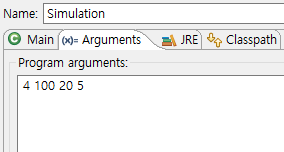 Name: Simulation
Main (x)= Arguments JRE Classpath
Program arguments:
4 100 20 5